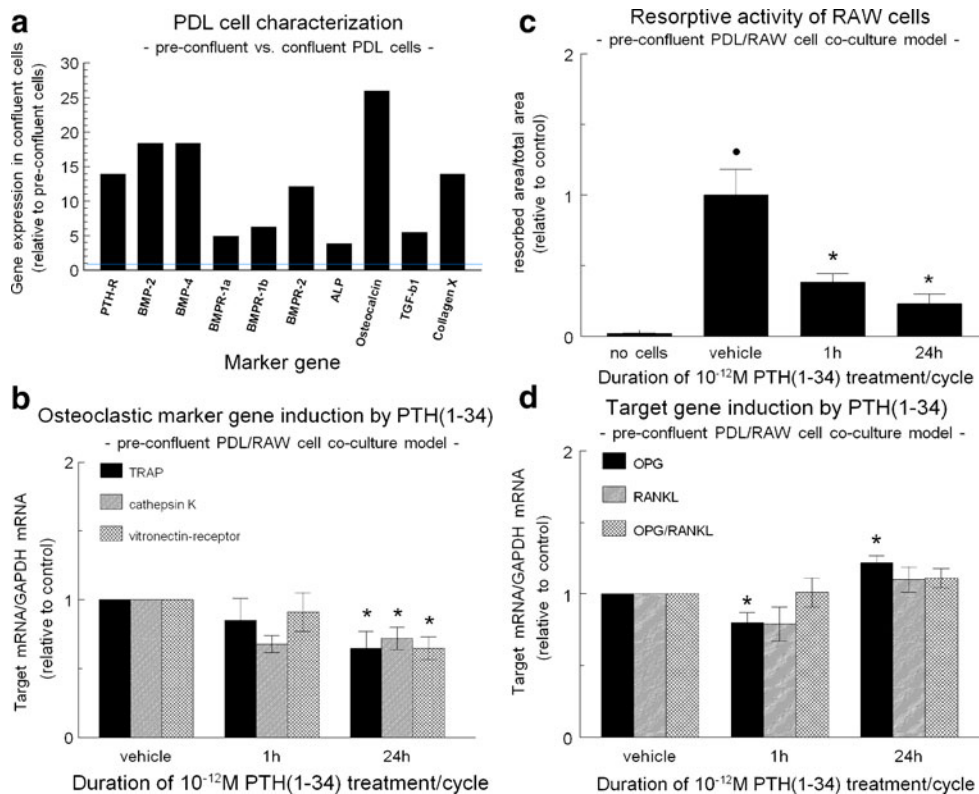 a
PDL cell characterization
- pre-confluent vs. confluent PDL cells -
Gene expression in confluent cells
(relative to pre-confluent cells)
30
25
20
15
10
5
0
PTH-R
BMP-2
BMP-4
BMPR-1a
BMPR-1b
BMPR-2
ALP
Osteocalcin
TGF-b1
Collagen X
Marker gene
c
Resorptive activity of RAW cells
- pre-confluent PDL/RAW cell co-culture model -
resorbed area/total area
(relative to control)
2
1
0
•
*
*
no cells
vehicle
1h
24h
Duration of 10⁻¹²M PTH(1-34) treatment/cycle
b
Osteoclastic marker gene induction by PTH(1-34)
- pre-confluent PDL/RAW cell co-culture model -
Target mRNA/GAPDH mRNA
(relative to control)
2
1
0
TRAP
cathepsin K
vitronectin-receptor
* * *
vehicle
1h
24h
Duration of 10⁻¹²M PTH(1-34) treatment/cycle
d
Target gene induction by PTH(1-34)
- pre-confluent PDL/RAW cell co-culture model -
Target mRNA/GAPDH mRNA
(relative to control)
2
1
0
OPG
RANKL
OPG/RANKL
*
*
vehicle
1h
24h
Duration of 10⁻¹²M PTH(1-34) treatment/cycle